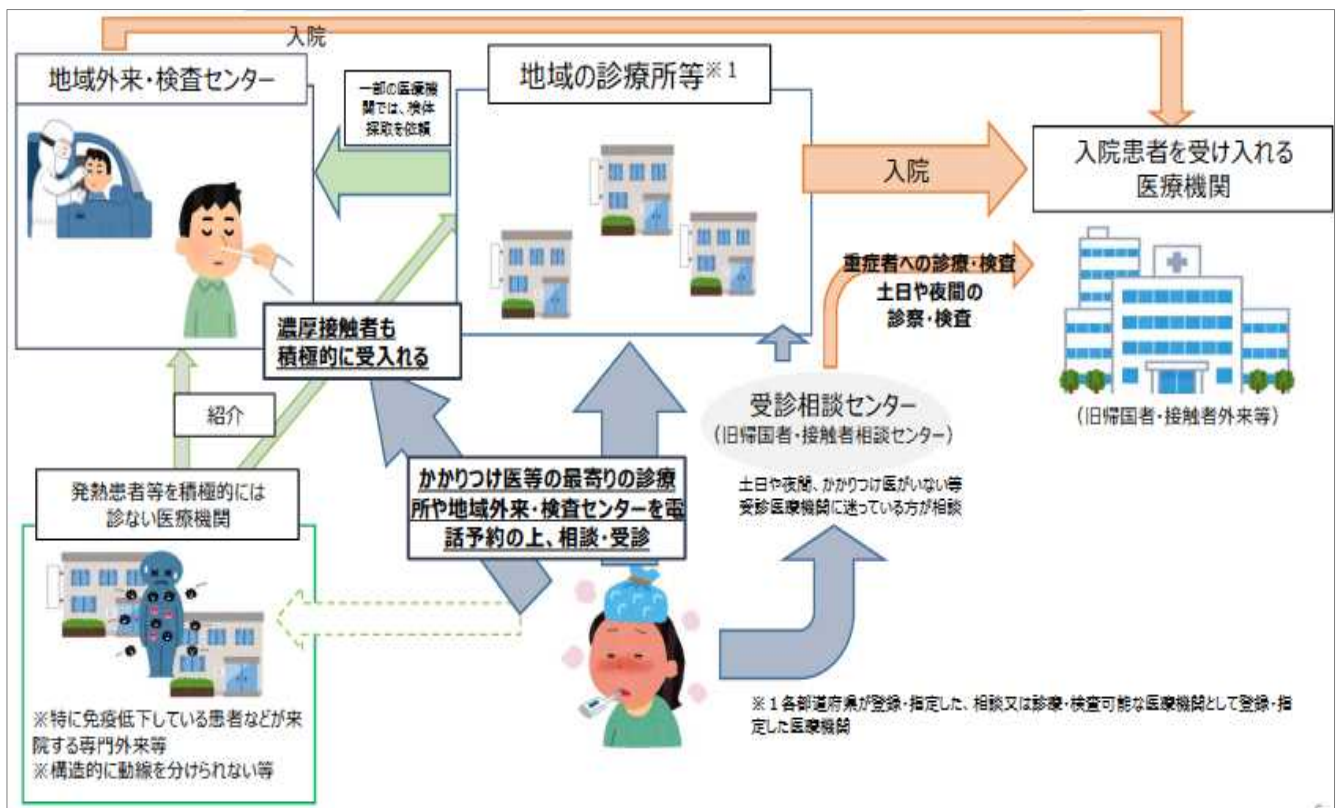 入院
地域外来・検査センター
一部の医療機
関では、検体
採取を依頼
地域の診療所等※1
入院
入院患者を受け入れる
医療機関
重症者への診療・検査
土日や夜間の
診察・検査
濃厚接触者も
積極的に受入れる
受診相談センター
（旧帰国者・接触者相談センター）
（旧帰国者・接触者外来等）
紹介
土日や夜間、かかりつけ医がいない等
受診医療機関に迷っている方が相談
かかりつけ医等の最寄りの診療
所や地域外来・検査センターを電
話予約の上、相談・受診
発熱患者等を積極的には
診ない医療機関
※特に免疫低下している患者などが来
院する専門外来等
※構造的に動線を分けられない等
※１各都道府県が登録・指定した、相談又は診療・検査可能な医療機関として登録・指
定した医療機関